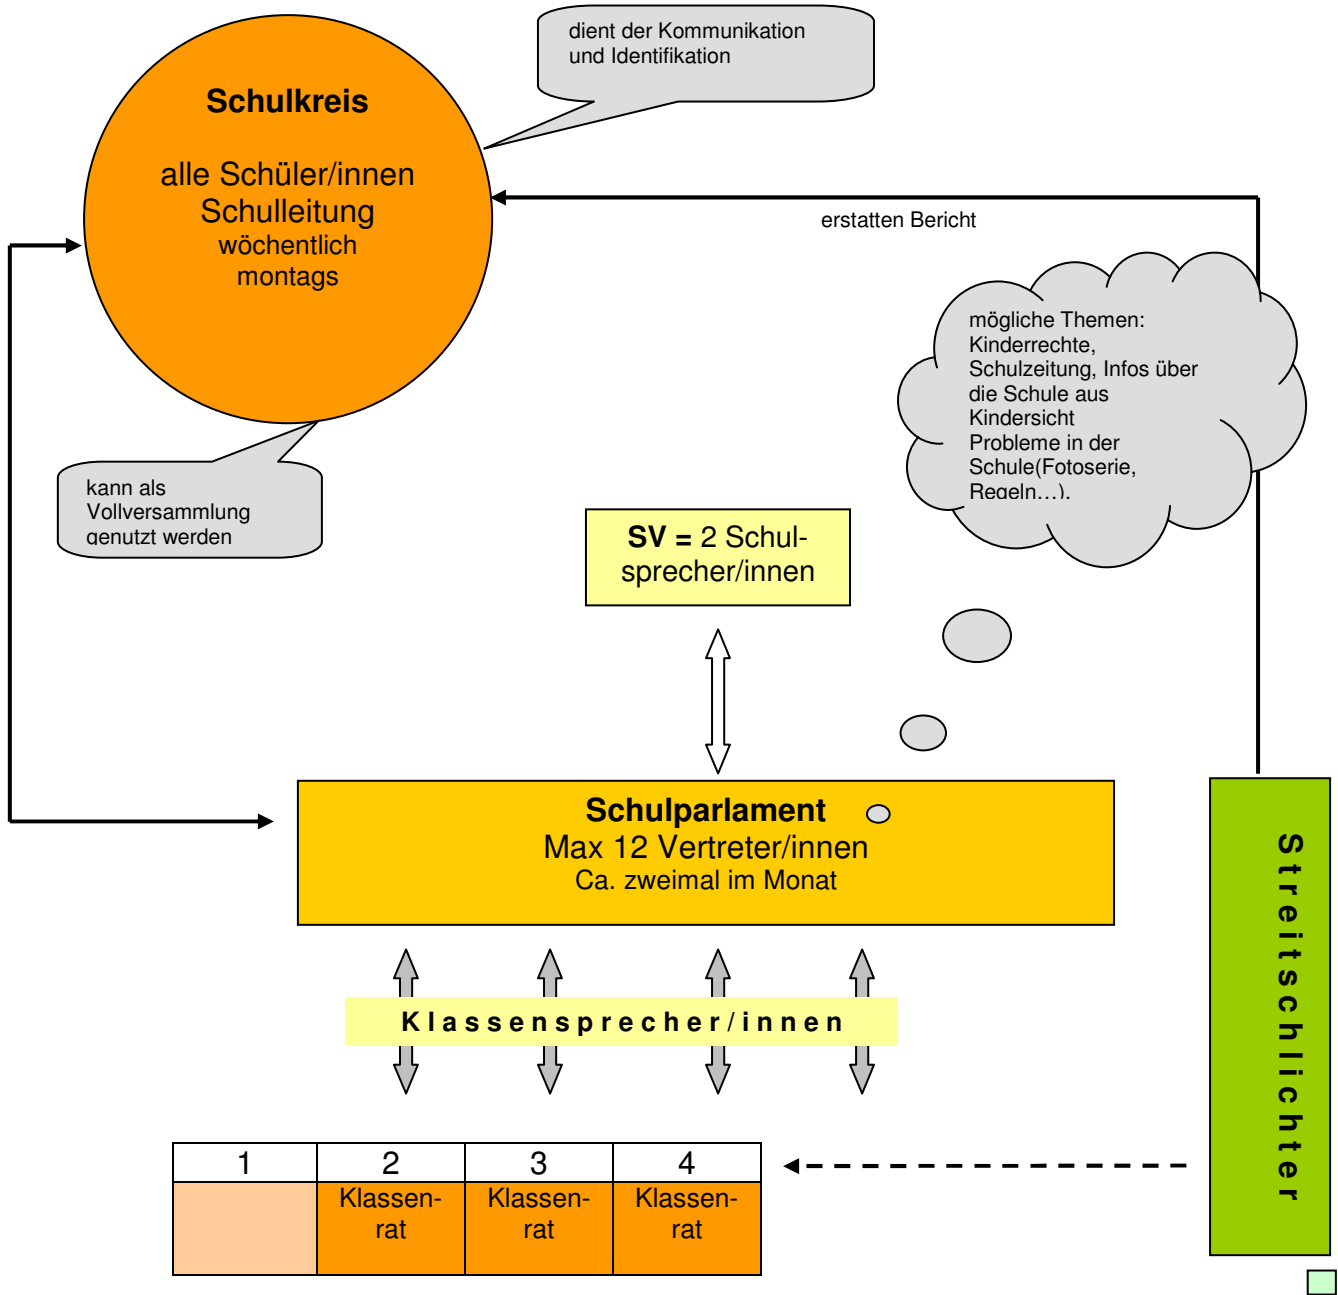 dient der Kommunikation
und Identifikation
Schulkreis
alle Schüler/innen
Schulleitung
wöchentlich
montags
erstatten Bericht
mögliche Themen:
Kinderrechte,
Schulzeitung, Infos über
die Schule aus
Kindersicht
Probleme in der
Schule(Fotoserie,
Regeln…).
kann als
Vollversammlung
genutzt werden
SV = 2 Schul-
sprecher/innen
Schulparlament
Max 12 Vertreter/innen
Ca. zweimal im Monat
Klassensprecher/innen
Streitschlichter
1 2 3 4
Klassen- Klassen- Klassen-
rat rat rat